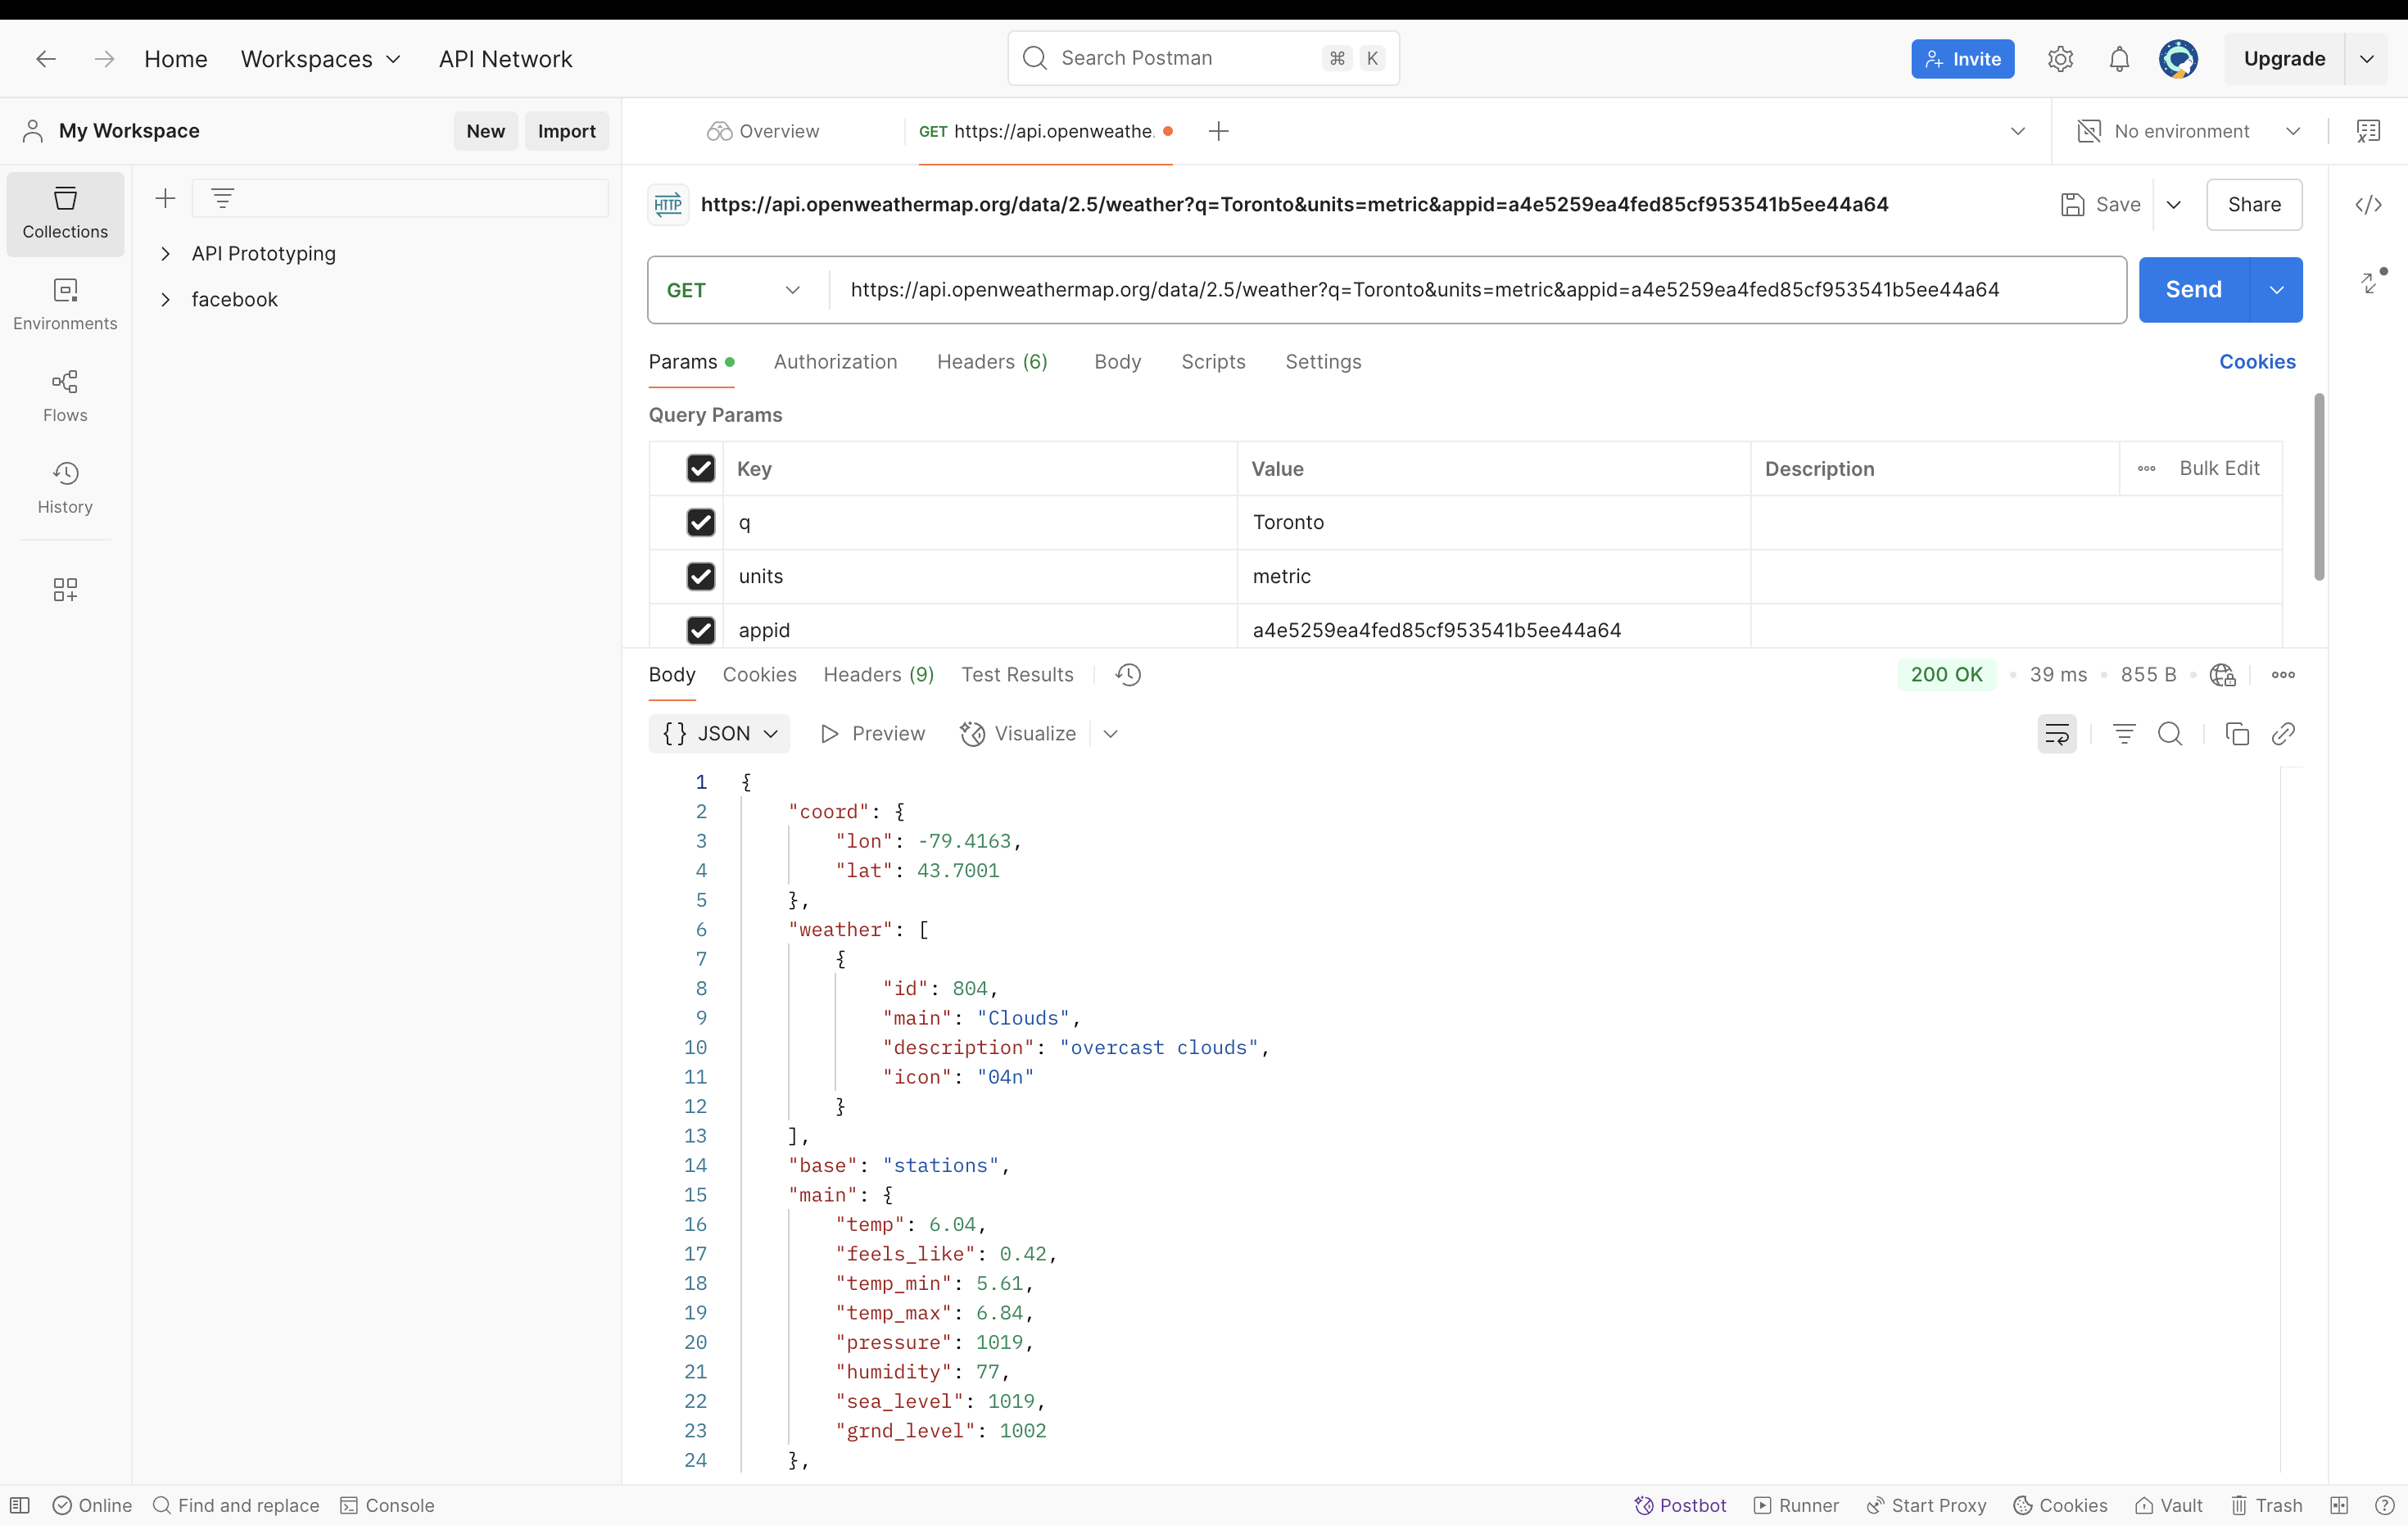 Home Workspaces API Network Search Postman ⌘ K Invite Upgrade
My Workspace New Import Overview GET https://api.openweathe. No environment
Collections
Environments
Flows
History
API Prototyping
facebook
HTTP https://api.openweathermap.org/data/2.5/weather?q=Toronto&units=metric&appid=a4e5259ea4fed85cf953541b5ee44a64 Save Share
GET https://api.openweathermap.org/data/2.5/weather?q=Toronto&units=metric&appid=a4e5259ea4fed85cf953541b5ee44a64 Send
Params Authorization Headers (6) Body Scripts Settings Cookies
Query Params
Key Value Description Bulk Edit
q Toronto
units metric
appid a4e5259ea4fed85cf953541b5ee44a64
Body Cookies Headers (9) Test Results 200 OK • 39 ms • 855 B
{} JSON Preview Visualize
1 {
2 "coord": {
3 "lon": -79.4163,
4 "lat": 43.7001
5 },
6 "weather": [
7 {
8 "id": 804,
9 "main": "Clouds",
10 "description": "overcast clouds",
11 "icon": "04n"
12 }
13 ],
14 "base": "stations",
15 "main": {
16 "temp": 6.04,
17 "feels_like": 0.42,
18 "temp_min": 5.61,
19 "temp_max": 6.84,
20 "pressure": 1019,
21 "humidity": 77,
22 "sea_level": 1019,
23 "grnd_level": 1002
24 },
Online Find and replace Console Postbot Runner Start Proxy Cookies Vault Trash